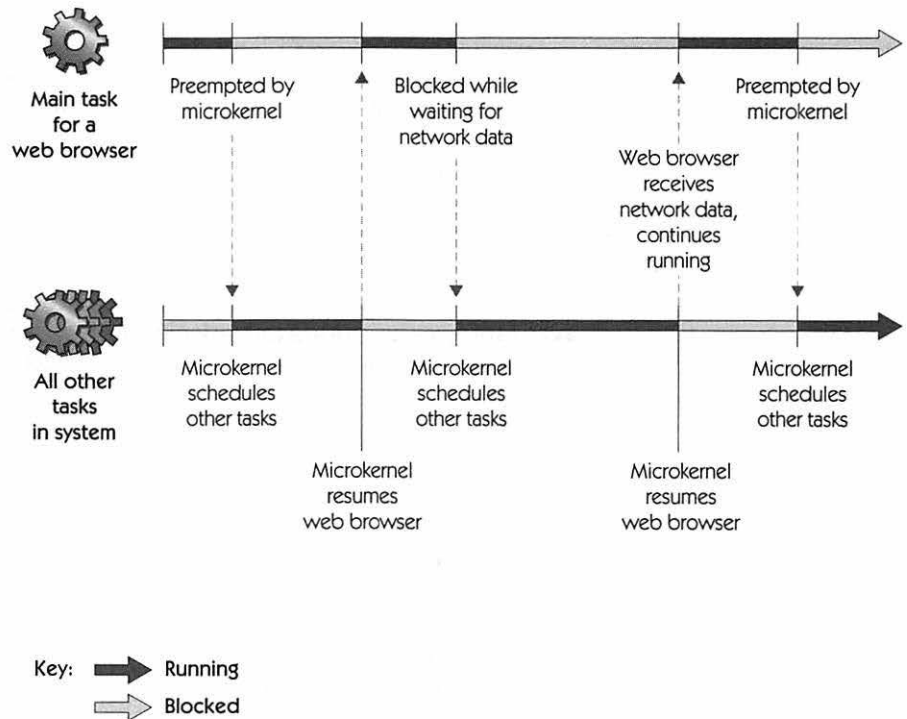 Main task
for a
web browser
Preempted by
microkernel
Blocked while
waiting for
network data
Web browser
receives
network data,
continues
running
Preempted by
microkernel
All other
tasks
in system
Microkernel
schedules
other tasks
Microkernel
resumes
web browser
Microkernel
schedules
other tasks
Microkernel
resumes
web browser
Microkernel
schedules
other tasks
Key:
Running
Blocked